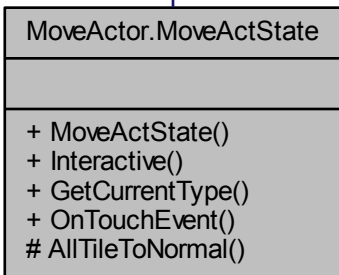 MoveActor.MoveActState
+ MoveActState()
+ Interactive()
+ GetCurrentType()
+ OnTouchEvent()
# AllTileToNormal()